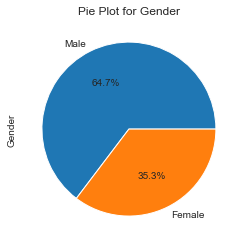 Pie Plot for Gender
Male
64.7%
Gender
35.3%
Female